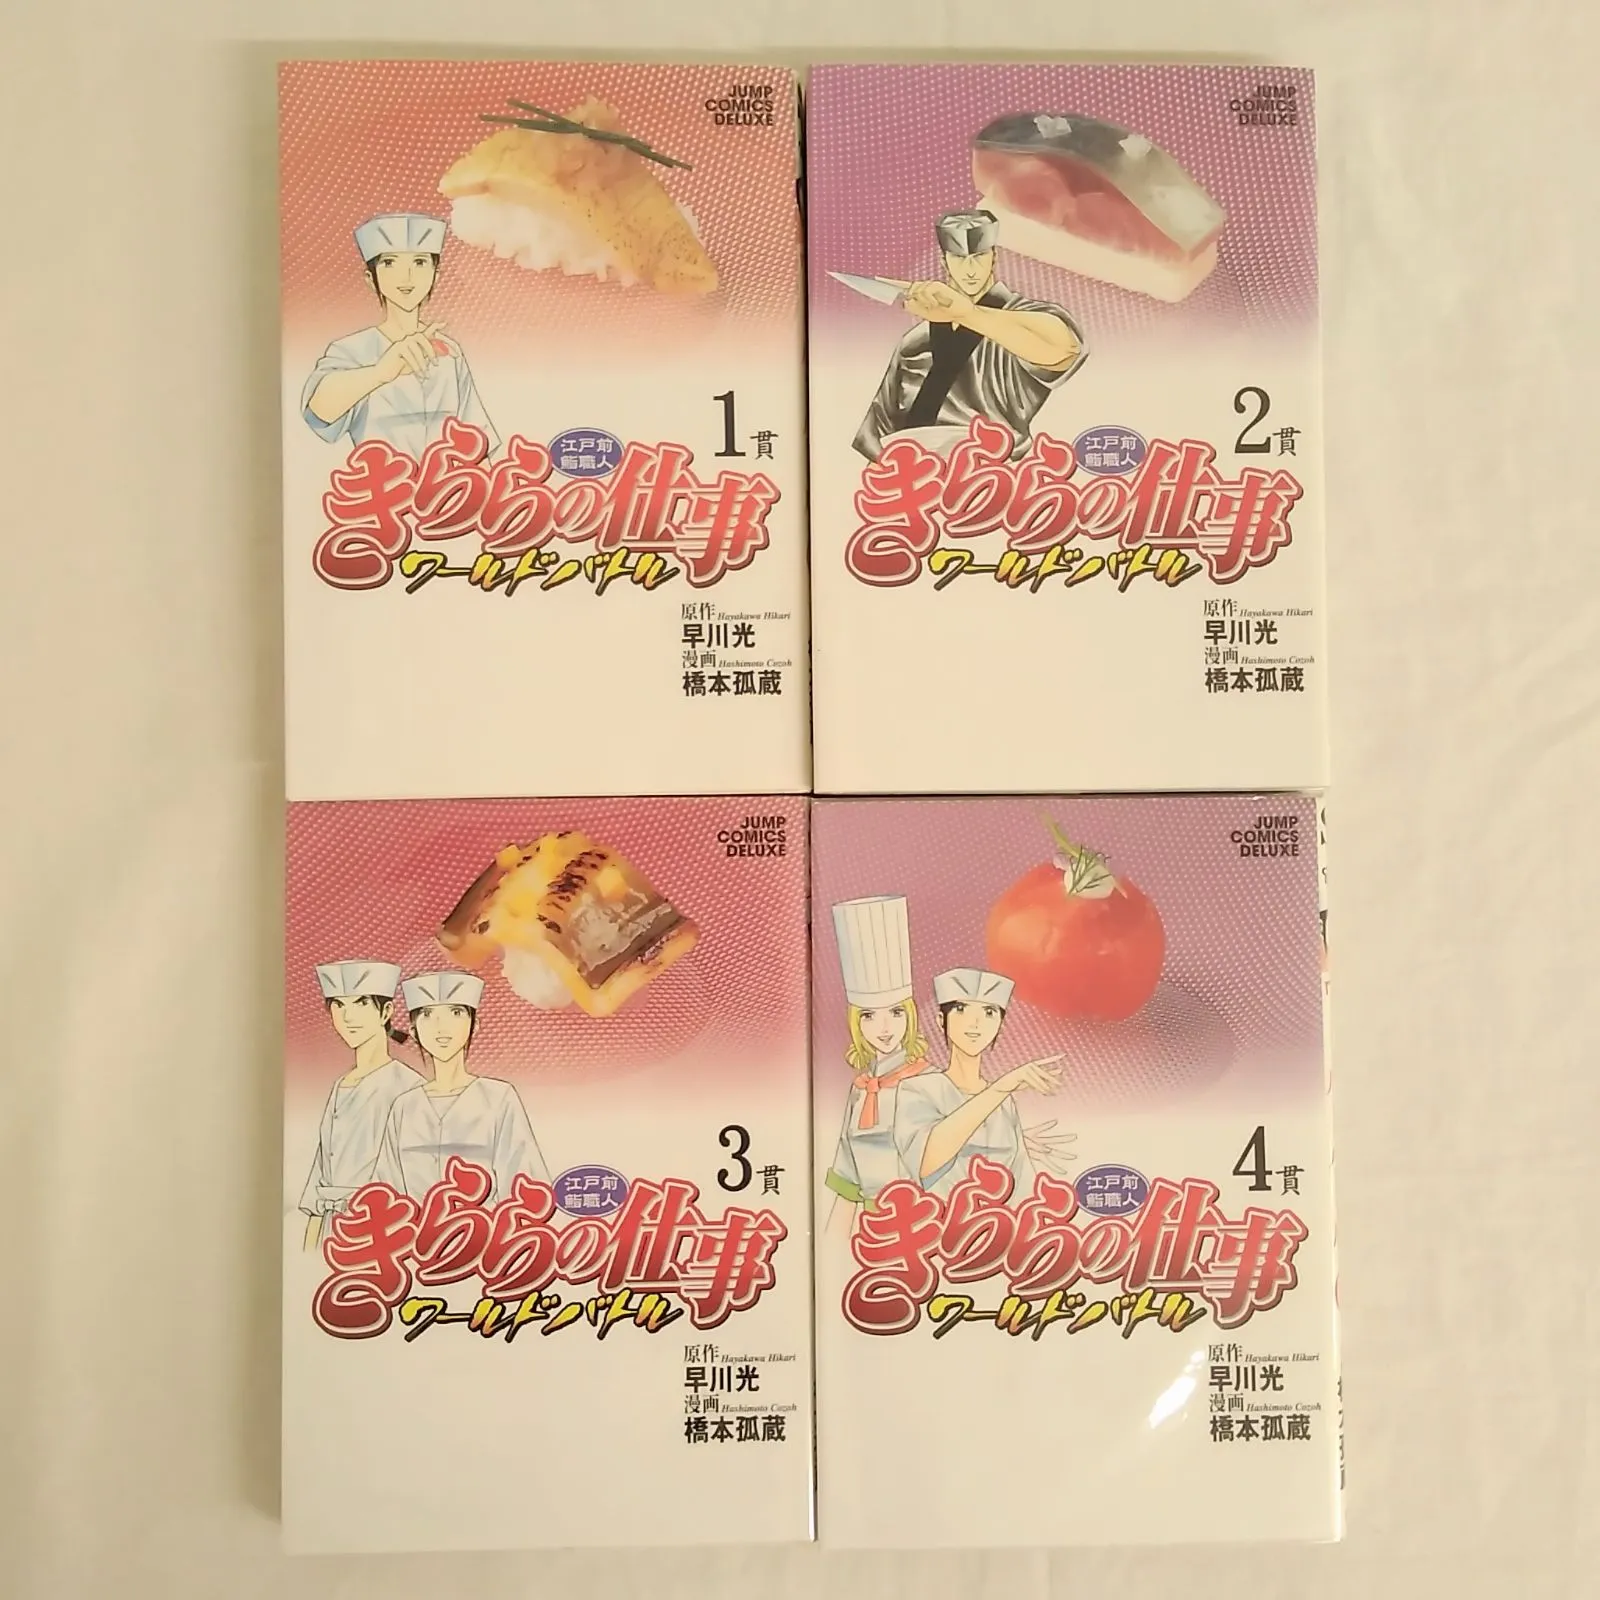 JUMP
COMICS
DELUXE
1貫
江戸前
鮨職人
きららの仕事
ワールドバトル
原作 Hayakawa Hikari
早川光
漫画 Hashimoto Cozoh
橋本孤蔵
JUMP
COMICS
DELUXE
2貫
江戸前
鮨職人
きららの仕事
ワールドバトル
原作 Hayakawa Hikari
早川光
漫画 Hashimoto Cozoh
橋本孤蔵
JUMP
COMICS
DELUXE
3貫
江戸前
鮨職人
きららの仕事
ワールドバトル
原作 Hayakawa Hikari
早川光
漫画 Hashimoto Cozoh
橋本孤蔵
JUMP
COMICS
DELUXE
4貫
江戸前
鮨職人
きららの仕事
ワールドバトル
原作 Hayakawa Hikari
早川光
漫画 Hashimoto Cozoh
橋本孤蔵